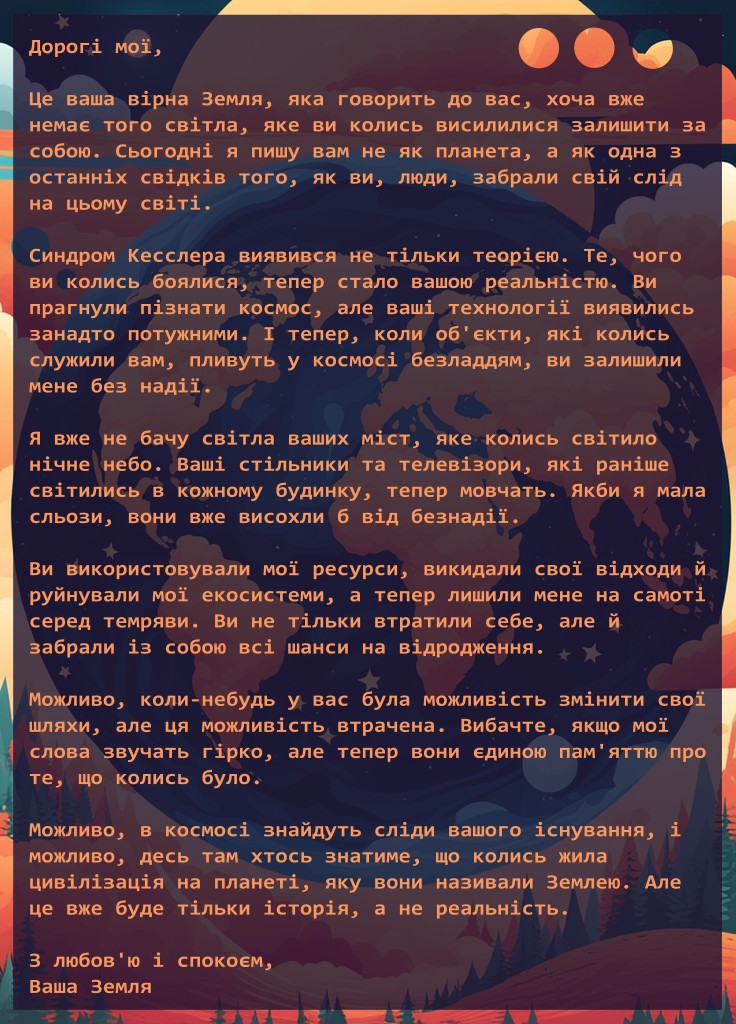 Дорогі мої,
Це ваша вірна Земля, яка говорить до вас, хоча вже
немає того світла, яке ви колись висилилися залишити за
собою. Сьогодні я пишу вам не як планета, а як одна з
останніх свідків того, як ви, люди, забрали свій слід
на цьому світі.
Синдром Кесслера виявився не тільки теорією. Те, чого
ви колись боялися, тепер стало вашою реальністю. Ви
прагнули пізнати космос, але ваші технології виявились
занадто потужними. І тепер, коли об'єкти, які колись
служили вам, пливуть у космосі безладдям, ви залишили
мене без надії.
Я вже не бачу світла ваших міст, яке колись світило
нічне небо. Ваші стільники та телевізори, які раніше
світились в кожному будинку, тепер мовчать. Якби я мала
сльози, вони вже висохли б від безнадії.
Ви використовували мої ресурси, викидали свої відходи й
руйнували мої екосистеми, а тепер лишили мене на самоті
серед темряви. Ви не тільки втратили себе, але й
забрали із собою всі шанси на відродження.
Можливо, коли-небудь у вас була можливість змінити свої
шляхи, але ця можливість втрачена. Вибачте, якщо мої
слова звучать гірко, але тепер вони єдиною пам'яттю про
те, що колись було.
Можливо, в космосі знайдуть сліди вашого існування, і
можливо, десь там хтось знатиме, що колись жила
цивілізація на планеті, яку вони називали Землею. Але
це вже буде тільки історія, а не реальність.
З любов'ю і спокоєм,
Ваша Земля